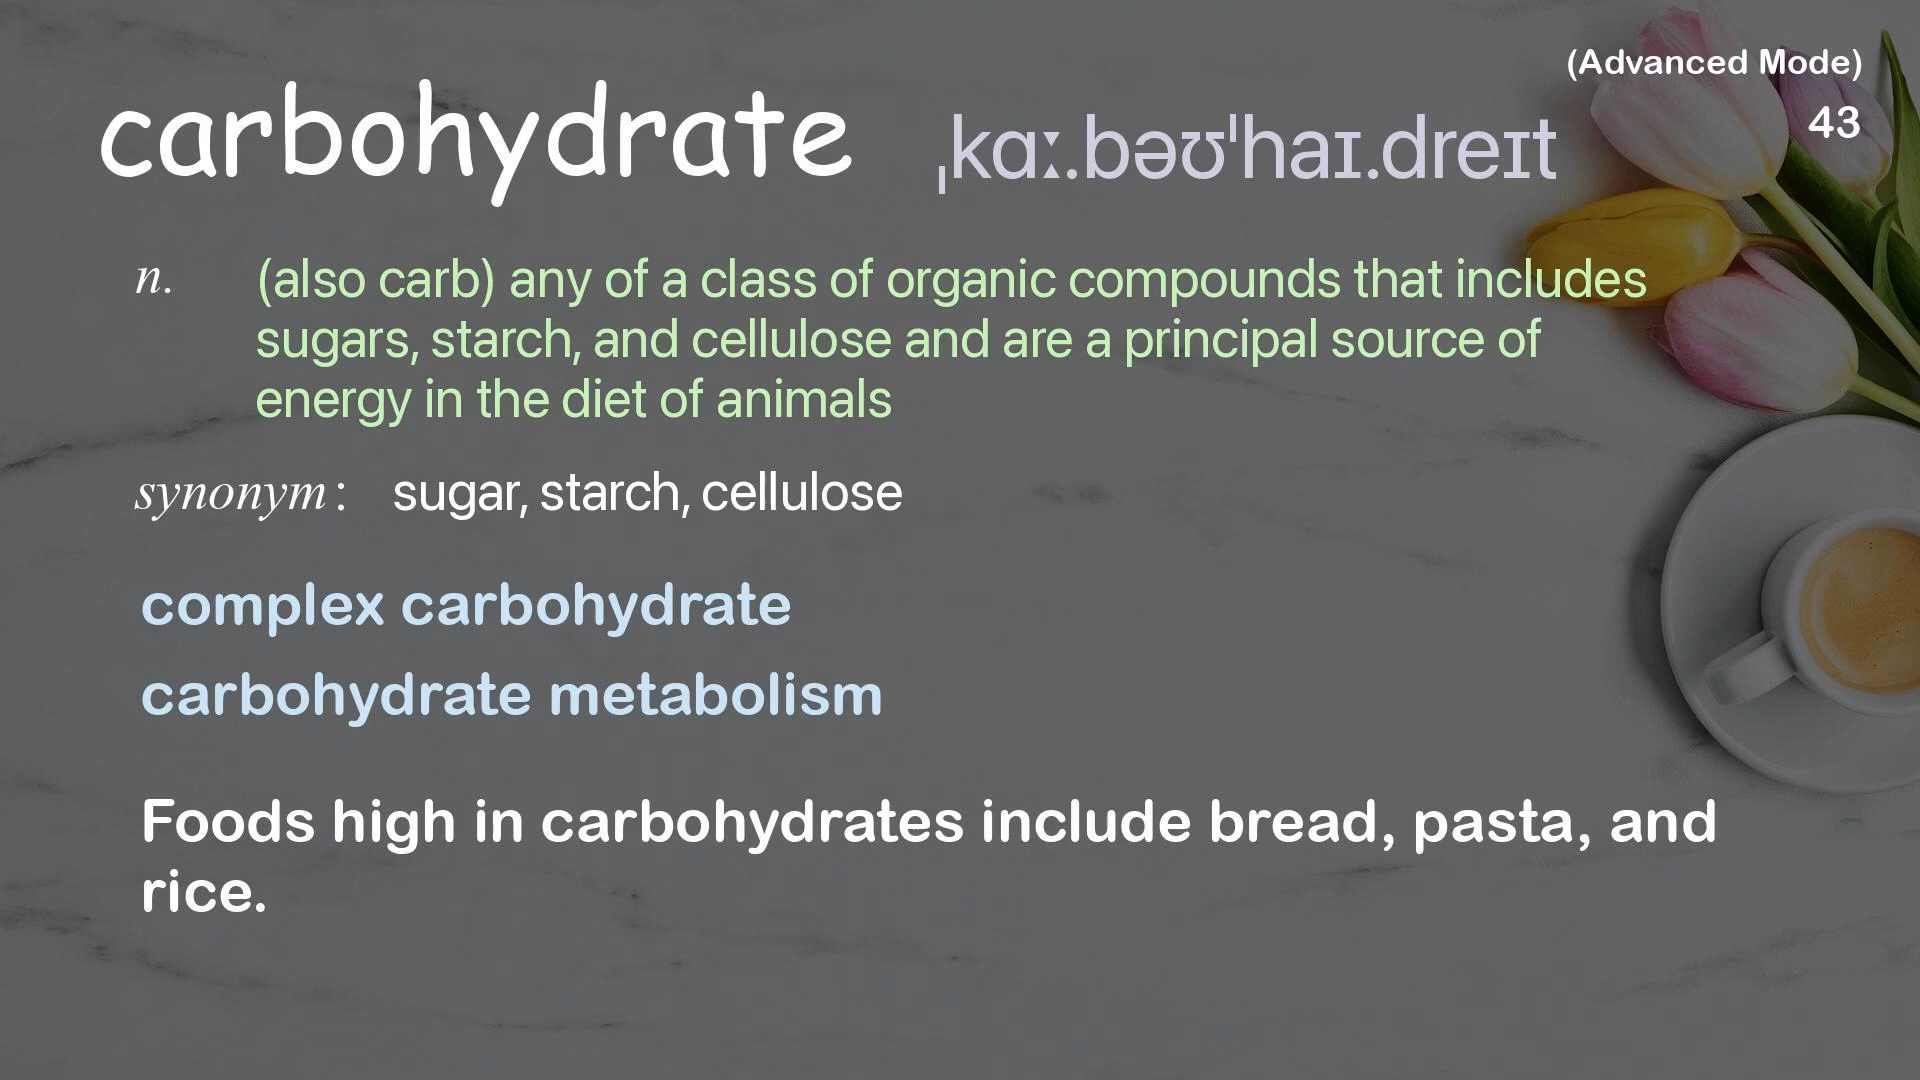 (Advanced Mode)
carbohydrate ˌkɑː.bəʊˈhaɪ.dreɪt 43
n. (also carb) any of a class of organic compounds that includes
sugars, starch, and cellulose and are a principal source of
energy in the diet of animals
synonym: sugar, starch, cellulose
complex carbohydrate
carbohydrate metabolism
Foods high in carbohydrates include bread, pasta, and
rice.